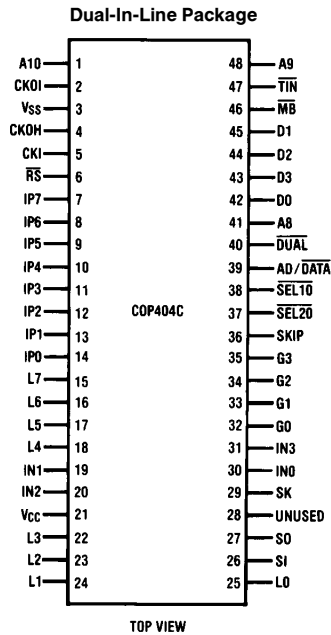 Dual-In-Line Package
A10 1 48 A9
CKOI 2 47 TIN
VSS 3 46 MB
CKOH 4 45 D1
CKI 5 44 D2
RS 6 43 D3
IP7 7 42 D0
IP6 8 41 A8
IP5 9 40 DUAL
IP4 10 39 AD/DATA
IP3 11 38 SEL10
IP2 12 COP404C 37 SEL20
IP1 13 36 SKIP
IP0 14 35 G3
L7 15 34 G2
L6 16 33 G1
L5 17 32 G0
L4 18 31 IN3
IN1 19 30 IN0
IN2 20 29 SK
VCC 21 28 UNUSED
L3 22 27 SO
L2 23 26 SI
L1 24 25 L0
TOP VIEW